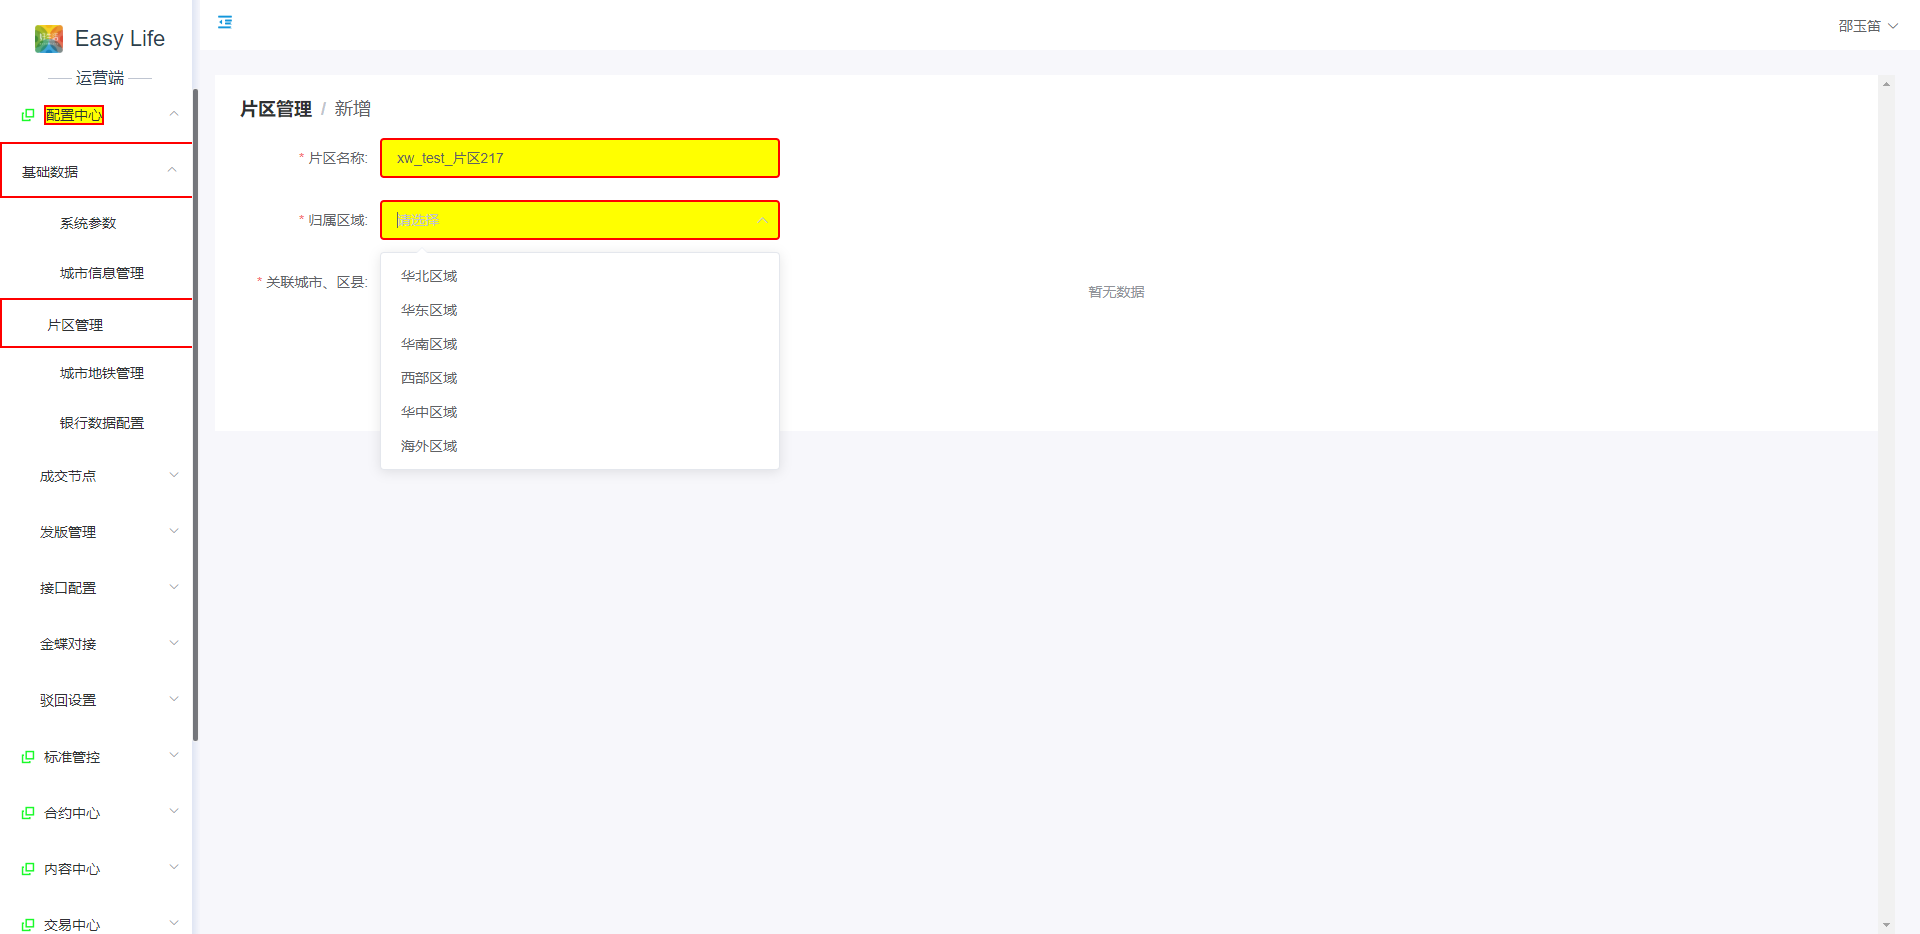 Easy Life
运营端
配置中心
基础数据
系统参数
城市信息管理
片区管理
城市地铁管理
银行数据配置
成交节点
发版管理
接口配置
金蝶对接
驳回设置
标准管控
合约中心
内容中心
交易中心
邵玉笛
片区管理 / 新增
* 片区名称: xw_test_片区217
* 归属区域: 请选择
* 关联城市、区县:
华北区域
华东区域
华南区域
西部区域
华中区域
海外区域
暂无数据